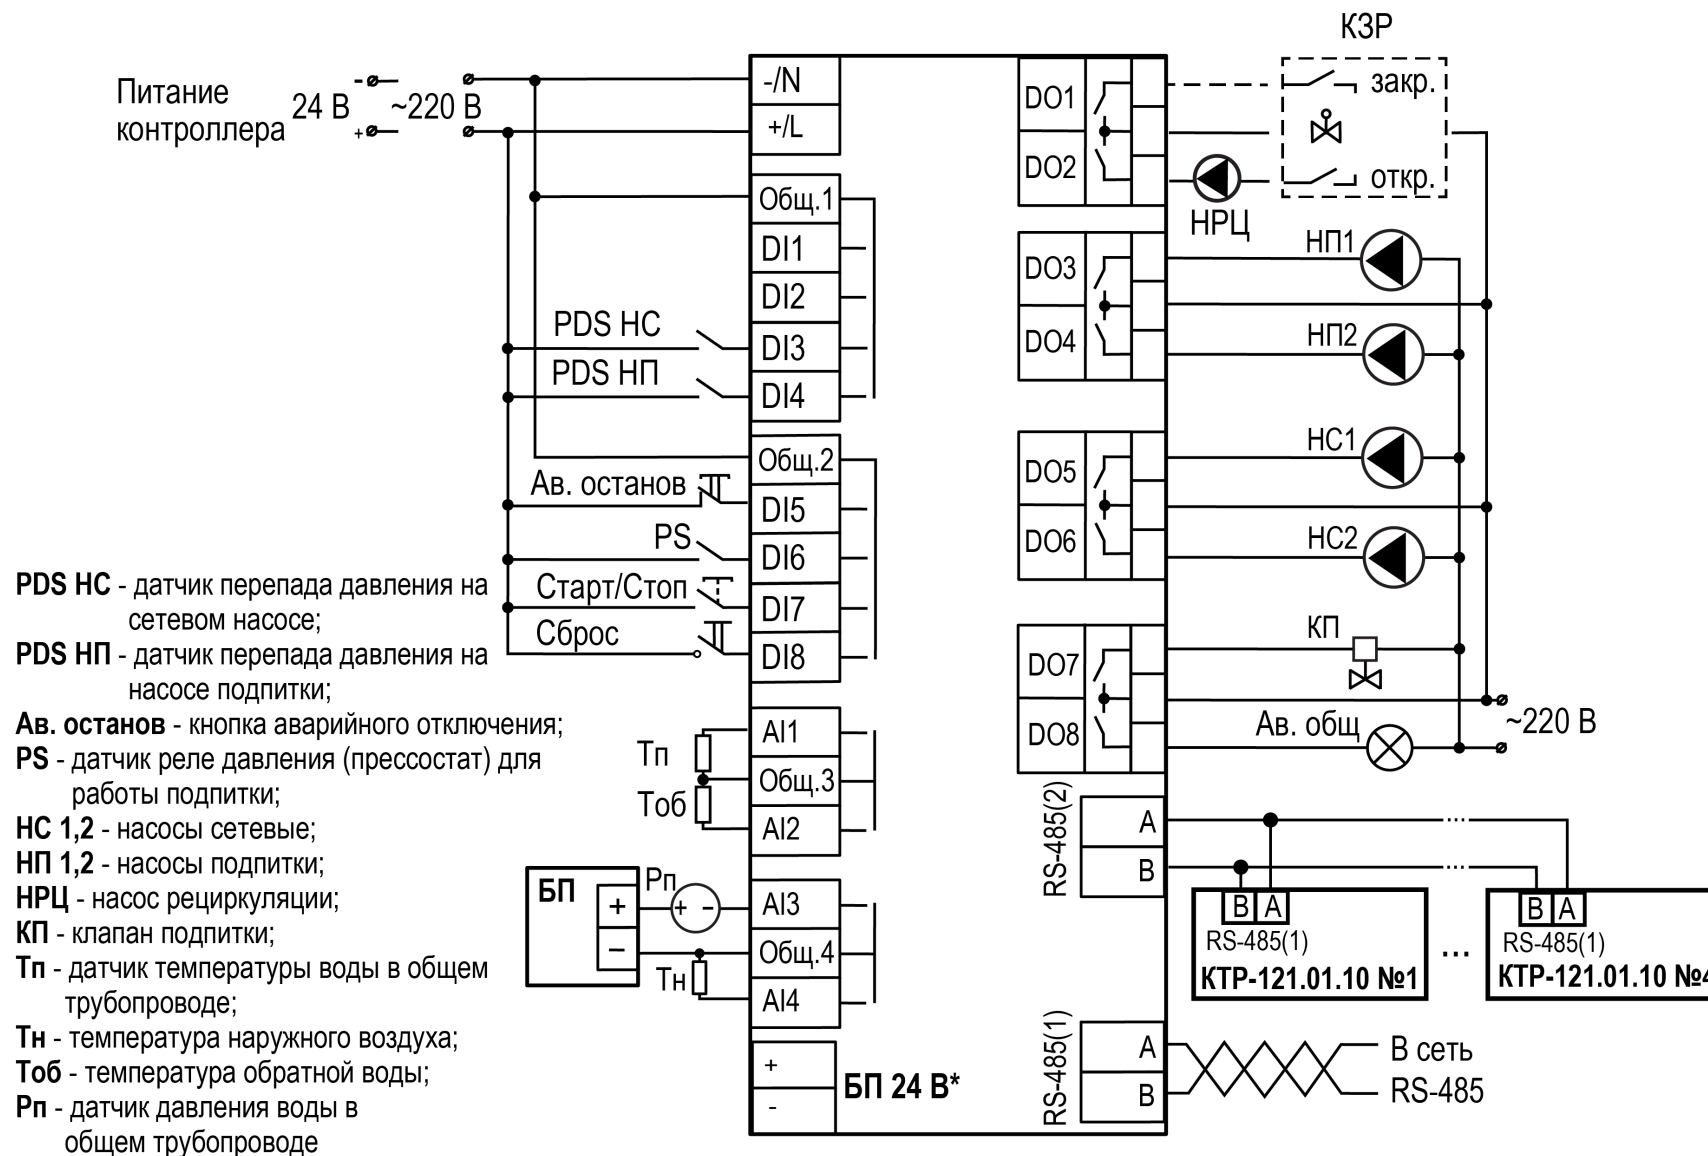 КЗР
Питание
контроллера
24 В
-
+
~220 В
-/N
+/L
Общ.1
DI1
DI2
PDS НС
DI3
PDS НП
DI4
Общ.2
Ав. останов
DI5
PS
DI6
Старт/Стоп
DI7
Сброс
DI8
Тп
AI1
Общ.3
Тоб
AI2
БП
+
−
Рп
+ -
AI3
Общ.4
Тн
AI4
+
-
БП 24 В*
DO1
DO2
закр.
откр.
НРЦ
DO3
DO4
НП1
НП2
DO5
DO6
НС1
НС2
DO7
DO8
КП
Ав. общ
~220 В
RS-485(2)
A
B
...
...
B A
RS-485(1)
КТР-121.01.10 №1
...
B A
RS-485(1)
КТР-121.01.10 №4
RS-485(1)
A
B
В сеть
RS-485
PDS НС - датчик перепада давления на
сетевом насосе;
PDS НП - датчик перепада давления на
насосе подпитки;
Ав. останов - кнопка аварийного отключения;
PS - датчик реле давления (прессостат) для
работы подпитки;
НС 1,2 - насосы сетевые;
НП 1,2 - насосы подпитки;
НРЦ - насос рециркуляции;
КП - клапан подпитки;
Тп - датчик температуры воды в общем
трубопроводе;
Тн - температура наружного воздуха;
Тоб - температура обратной воды;
Рп - датчик давления воды в
общем трубопроводе